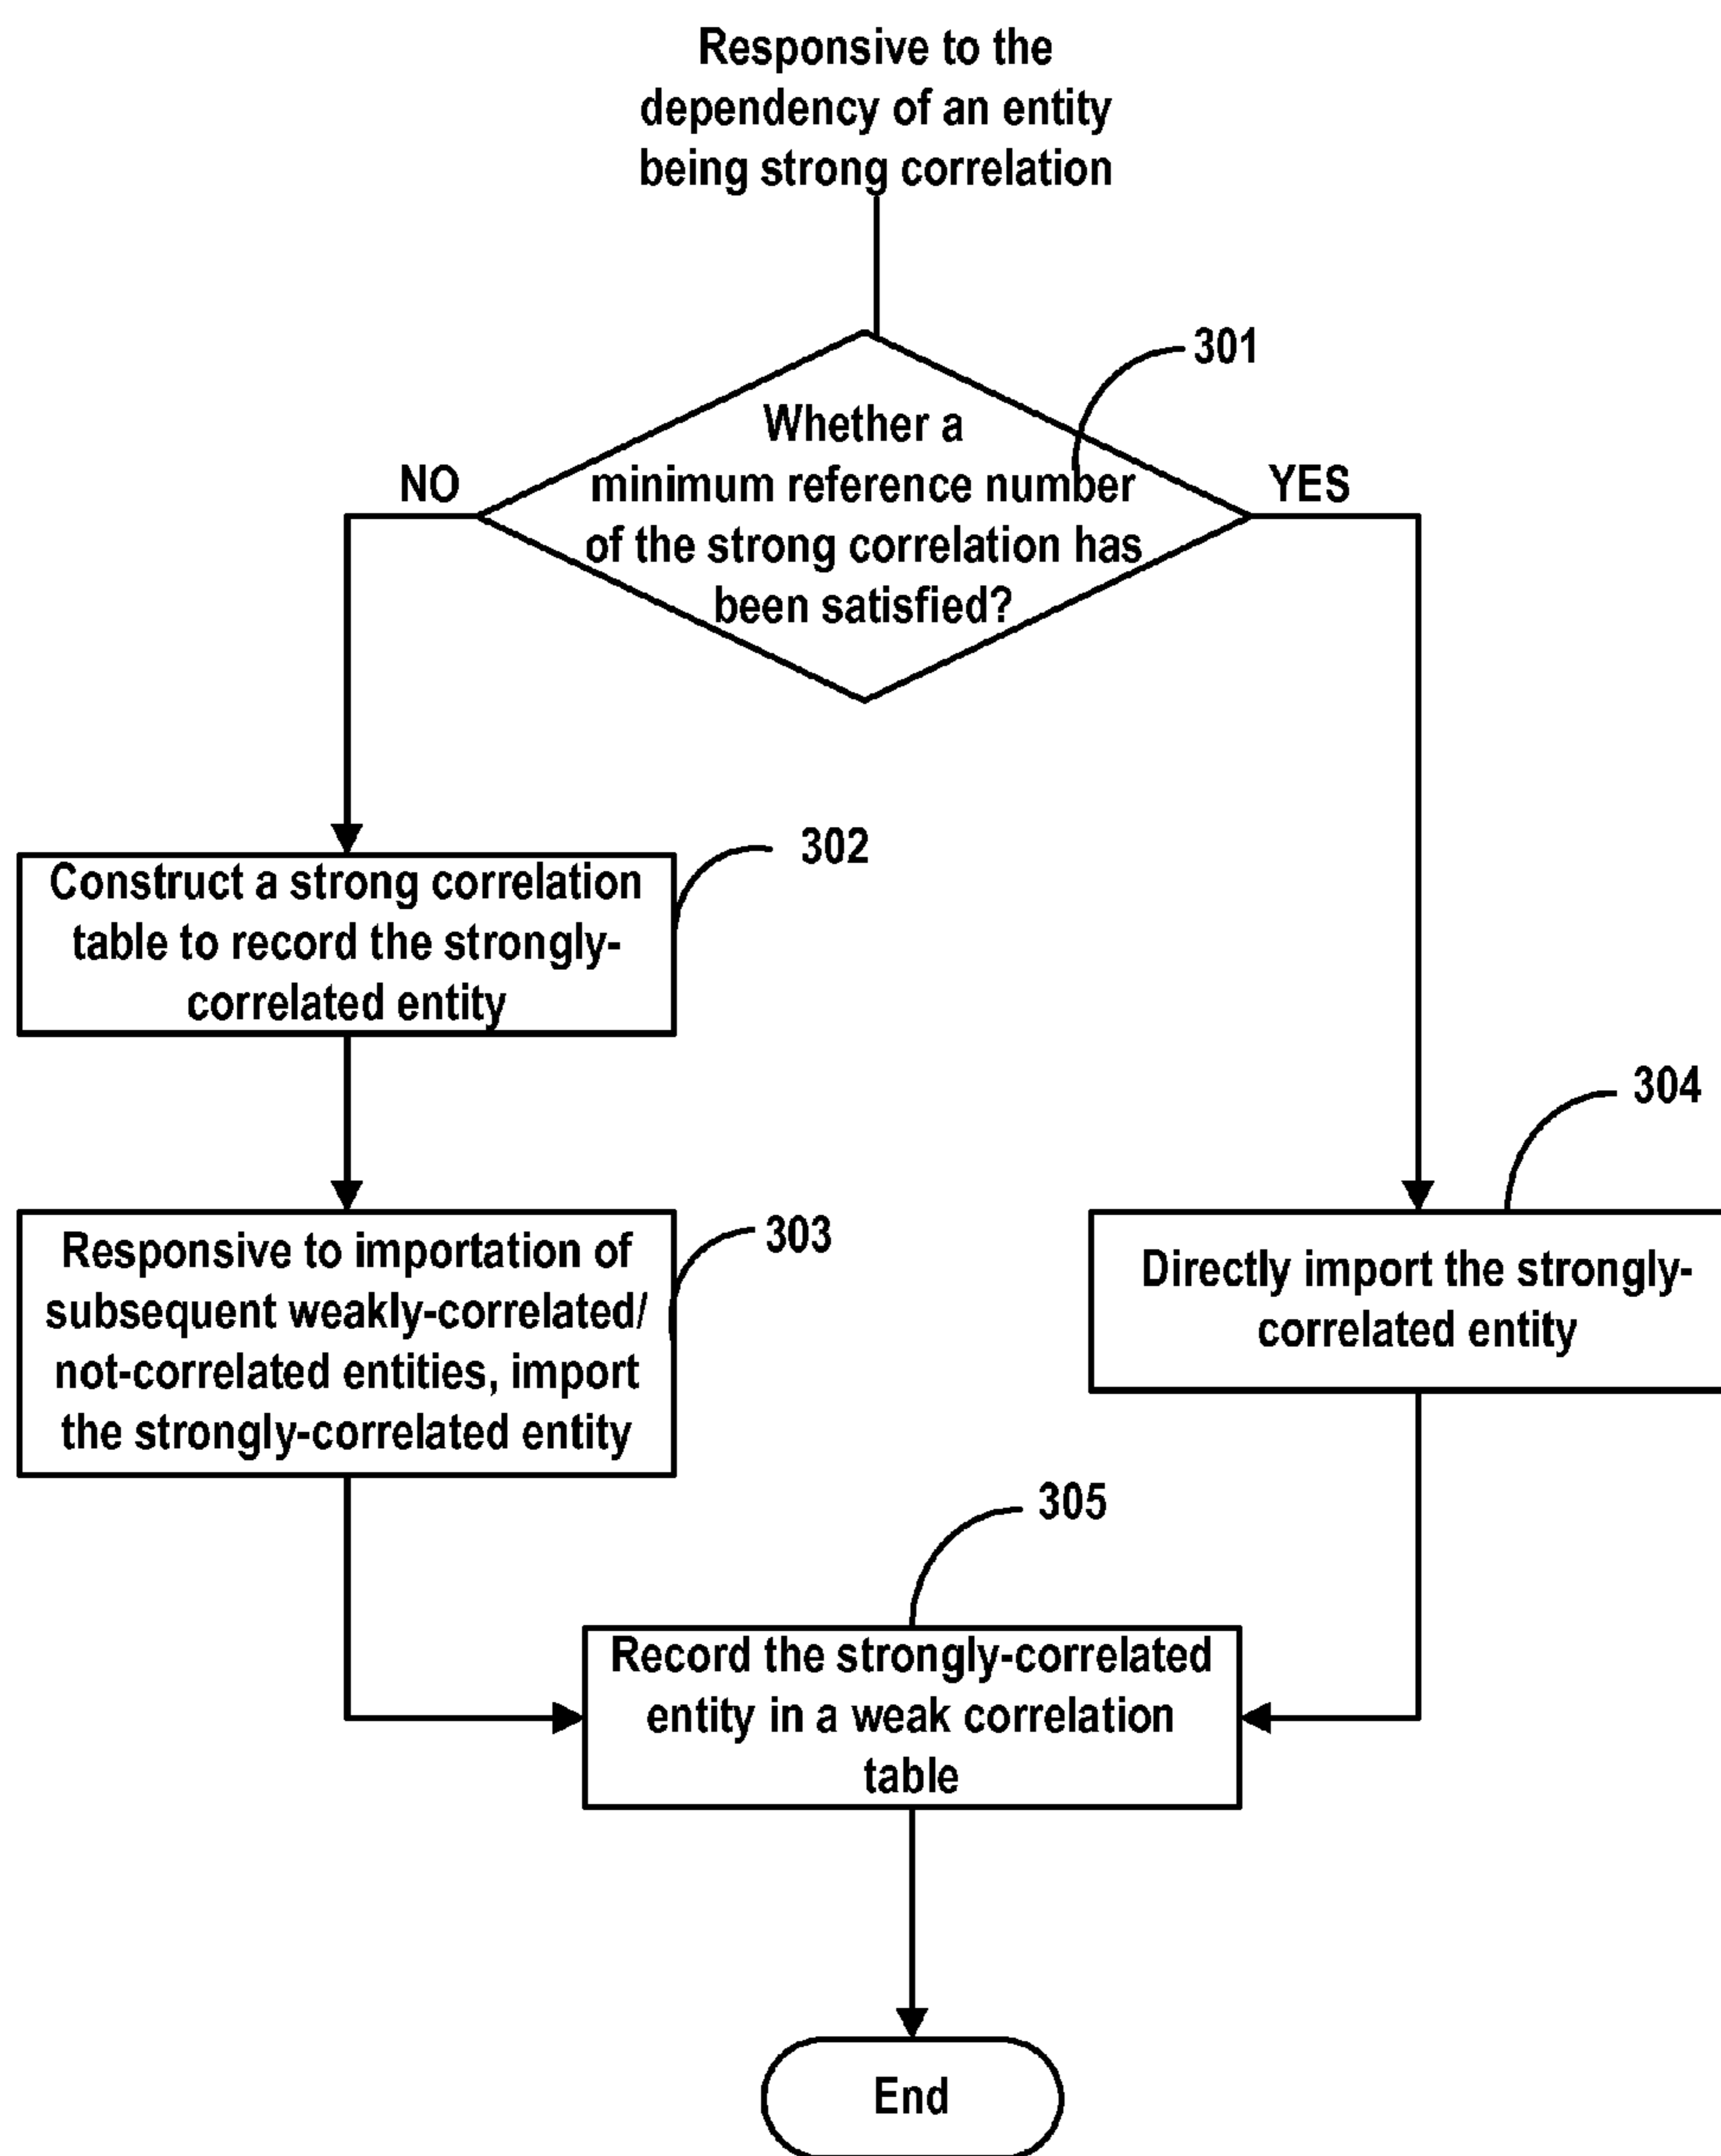 Responsive to the
dependency of an entity
being strong correlation
301
Whether a
minimum reference number
of the strong correlation has
been satisfied?
NO
YES
302
Construct a strong correlation
table to record the strongly-
correlated entity
304
303
Responsive to importation of
subsequent weakly-correlated/
not-correlated entities, import
the strongly-correlated entity
Directly import the strongly-
correlated entity
305
Record the strongly-correlated
entity in a weak correlation
table
End